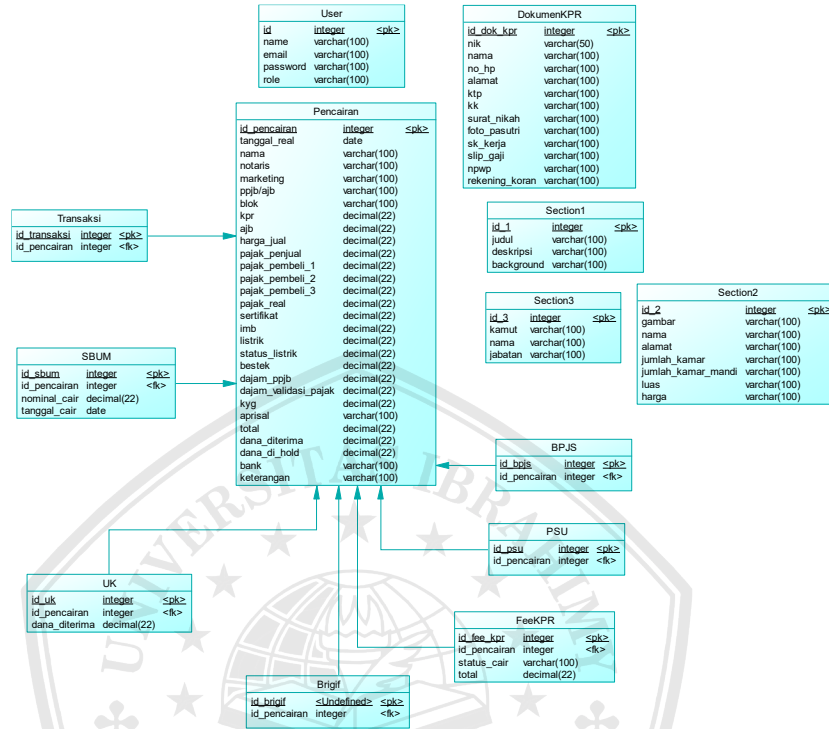 User
id integer <pk>
name varchar(100)
email varchar(100)
password varchar(100)
role varchar(100)
DokumenKPR
id_dok_kpr integer <pk>
nik varchar(50)
nama varchar(100)
no_hp varchar(100)
alamat varchar(100)
ktp varchar(100)
kk varchar(100)
surat_nikah varchar(100)
foto_pasutri varchar(100)
sk_kerja varchar(100)
slip_gaji varchar(100)
npwp varchar(100)
rekening_koran varchar(100)
Pencairan
id_pencairan integer <pk>
tanggal_real date
nama varchar(100)
notaris varchar(100)
marketing varchar(100)
ppjb/ajb varchar(100)
blok varchar(100)
kpr decimal(22)
ajb decimal(22)
harga_jual decimal(22)
pajak_penjual decimal(22)
pajak_pembeli_1 decimal(22)
pajak_pembeli_2 decimal(22)
pajak_pembeli_3 decimal(22)
pajak_real decimal(22)
sertifikat decimal(22)
imb decimal(22)
listrik decimal(22)
status_listrik decimal(22)
bestek decimal(22)
dajam_ppjb decimal(22)
dajam_validasi_pajak decimal(22)
kyg decimal(22)
aprisal varchar(100)
total decimal(22)
dana_diterima decimal(22)
dana_di_hold decimal(22)
bank varchar(100)
keterangan varchar(100)
Transaksi
id_transaksi integer <pk>
id_pencairan integer <fk>
Section1
id_1 integer <pk>
judul varchar(100)
deskripsi varchar(100)
background varchar(100)
Section3
id_3 integer <pk>
kamut varchar(100)
nama varchar(100)
jabatan varchar(100)
Section2
id_2 integer <pk>
gambar varchar(100)
nama varchar(100)
alamat varchar(100)
jumlah_kamar varchar(100)
jumlah_kamar_mandi varchar(100)
luas varchar(100)
harga varchar(100)
SBUM
id_sbum integer <pk>
id_pencairan integer <fk>
nominal_cair decimal(22)
tanggal_cair date
BPJS
id_bpjs integer <pk>
id_pencairan integer <fk>
PSU
id_psu integer <pk>
id_pencairan integer <fk>
UK
id_uk integer <pk>
id_pencairan integer <fk>
dana_diterima decimal(22)
FeeKPR
id_fee_kpr integer <pk>
id_pencairan integer <fk>
status_cair varchar(100)
total decimal(22)
Brigif
id_brigif <Undefined> <pk>
id_pencairan integer <fk>
UNIVERSITAS IBRAHIMY